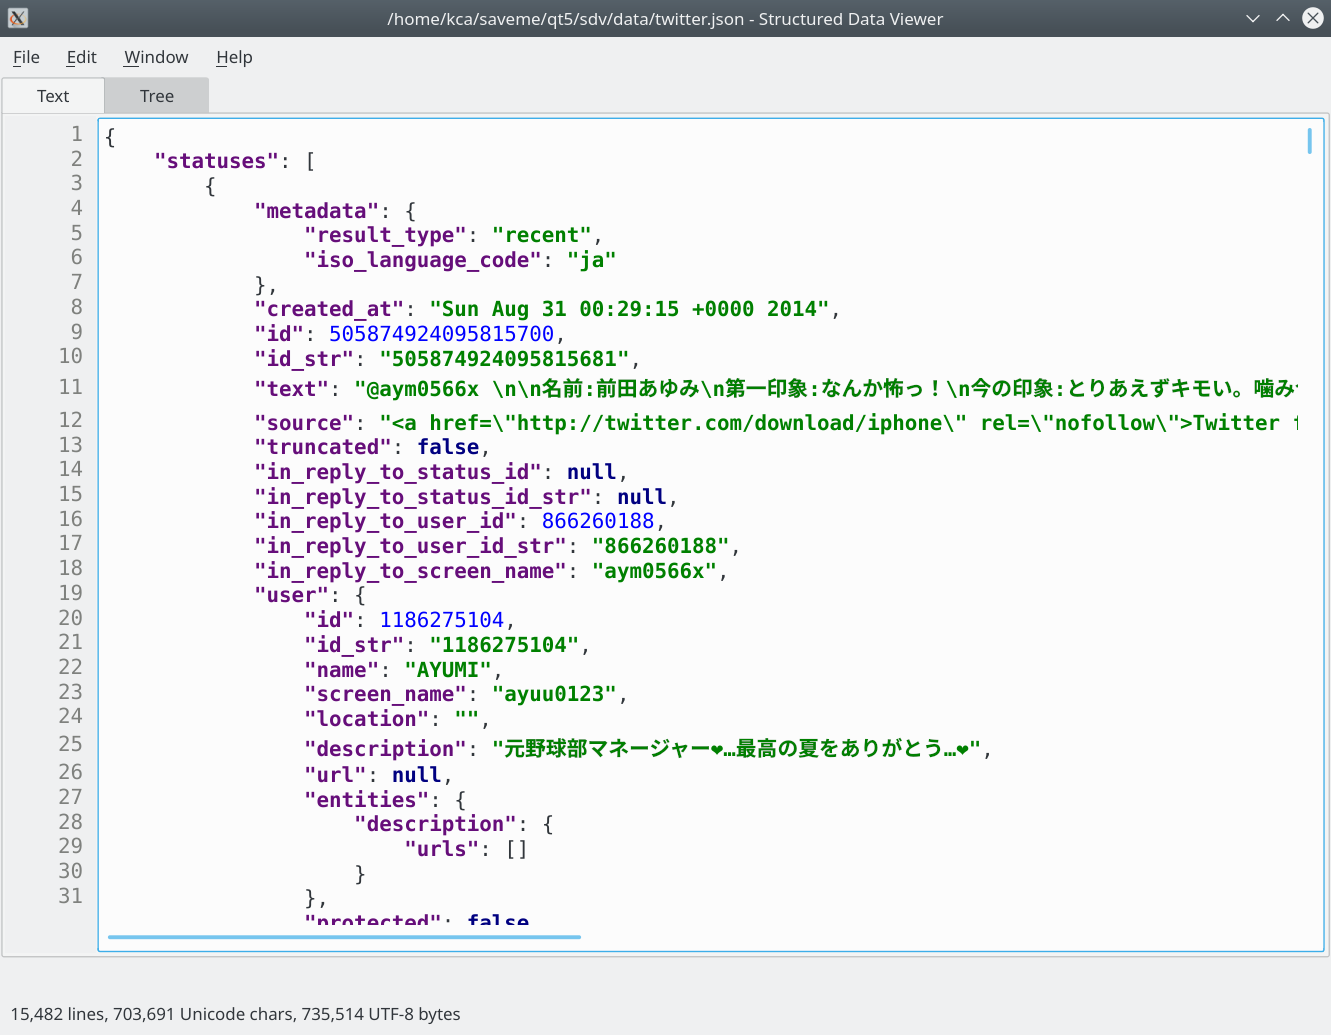 /home/kca/saveme/qt5/sdv/data/twitter.json - Structured Data Viewer
File Edit Window Help
Text Tree
1 {
2 "statuses": [
3 {
4 "metadata": {
5 "result_type": "recent",
6 "iso_language_code": "ja"
7 },
8 "created_at": "Sun Aug 31 00:29:15 +0000 2014",
9 "id": 505874924095815700,
10 "id_str": "505874924095815681",
11 "text": "@aym0566x \n\n名前:前田あゆみ\n第一印象:なんか怖っ！\n今の印象:とりあえずキモい。噛み
12 "source": "<a href=\"http://twitter.com/download/iphone\" rel=\"nofollow\">Twitter f
13 "truncated": false,
14 "in_reply_to_status_id": null,
15 "in_reply_to_status_id_str": null,
16 "in_reply_to_user_id": 866260188,
17 "in_reply_to_user_id_str": "866260188",
18 "in_reply_to_screen_name": "aym0566x",
19 "user": {
20 "id": 1186275104,
21 "id_str": "1186275104",
22 "name": "AYUMI",
23 "screen_name": "ayuu0123",
24 "location": "",
25 "description": "元野球部マネージャー❤…最高の夏をありがとう…❤",
26 "url": null,
27 "entities": {
28 "description": {
29 "urls": []
30 }
31 },
"protected": false
15,482 lines, 703,691 Unicode chars, 735,514 UTF-8 bytes